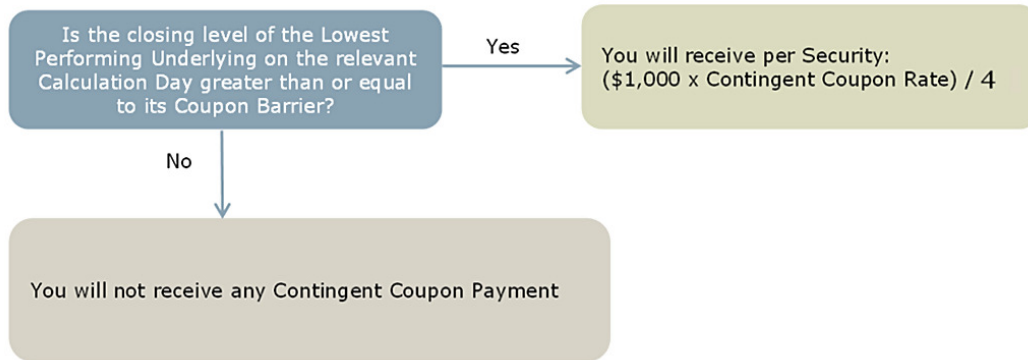 Is the closing level of the Lowest
Performing Underlying on the relevant
Calculation Day greater than or equal
to its Coupon Barrier?
Yes
You will receive per Security:
($1,000 x Contingent Coupon Rate) / 4
No
You will not receive any Contingent Coupon Payment